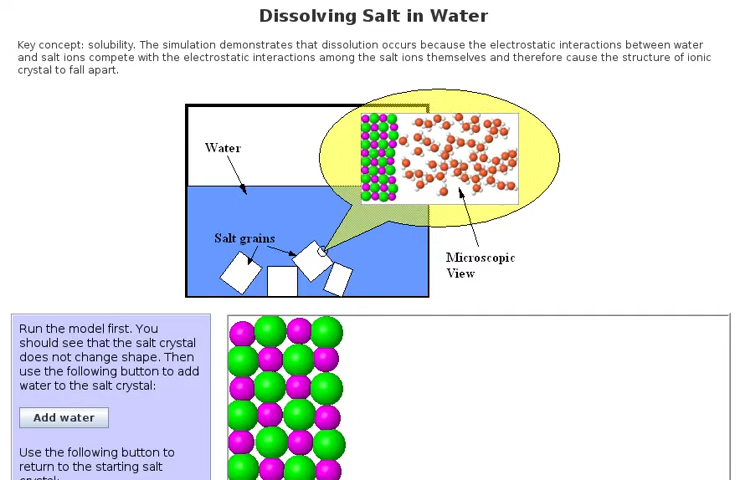 Dissolving Salt in Water
Key concept: solubility. The simulation demonstrates that dissolution occurs because the electrostatic interactions between water
and salt ions compete with the electrostatic interactions among the salt ions themselves and therefore cause the structure of ionic
crystal to fall apart.
Water
Salt grains
Microscopic
View
Run the model first. You
should see that the salt crystal
does not change shape. Then
use the following button to add
water to the salt crystal:
Add water
Use the following button to
return to the starting salt
crystal: